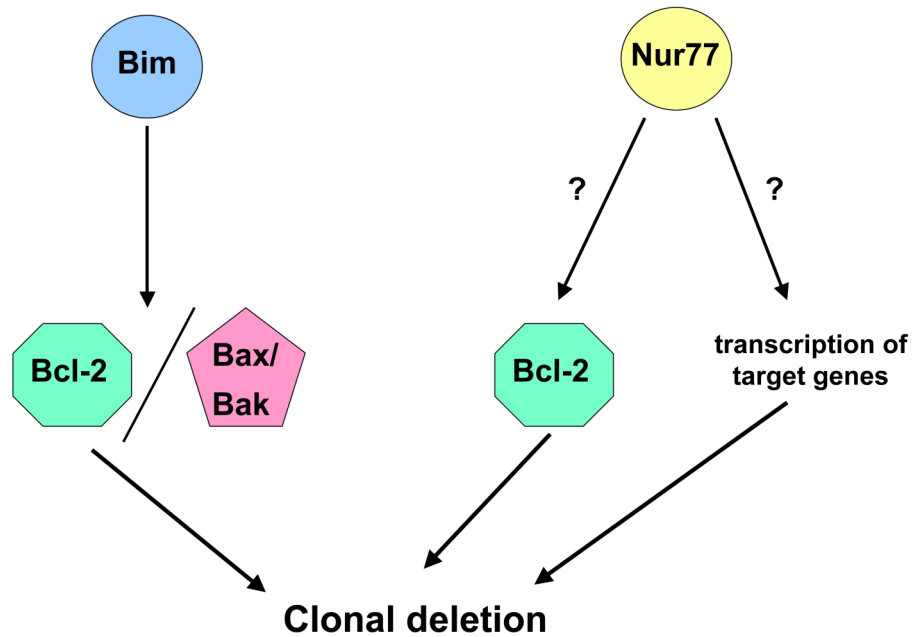 Bim
Nur77
?
?
Bcl-2
Bax/
Bak
Bcl-2
transcription of
target genes
Clonal deletion